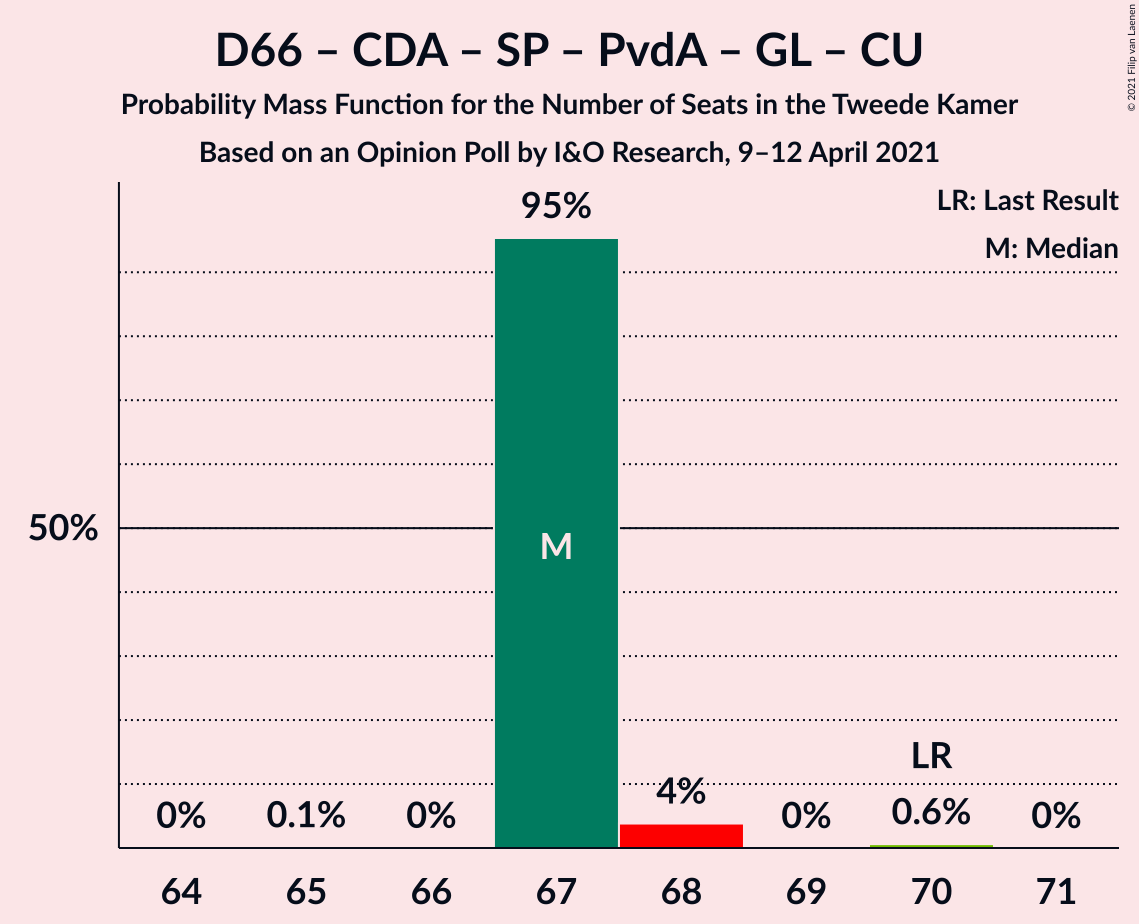 D66 – CDA – SP – PvdA – GL – CU
Probability Mass Function for the Number of Seats in the Tweede Kamer
Based on an Opinion Poll by I&O Research, 9–12 April 2021
© 2021 Filip van Laenen
LR: Last Result
M: Median
95%
50%
M
LR
0% 0.1% 0% 4% 0% 0.6% 0%
64 65 66 67 68 69 70 71